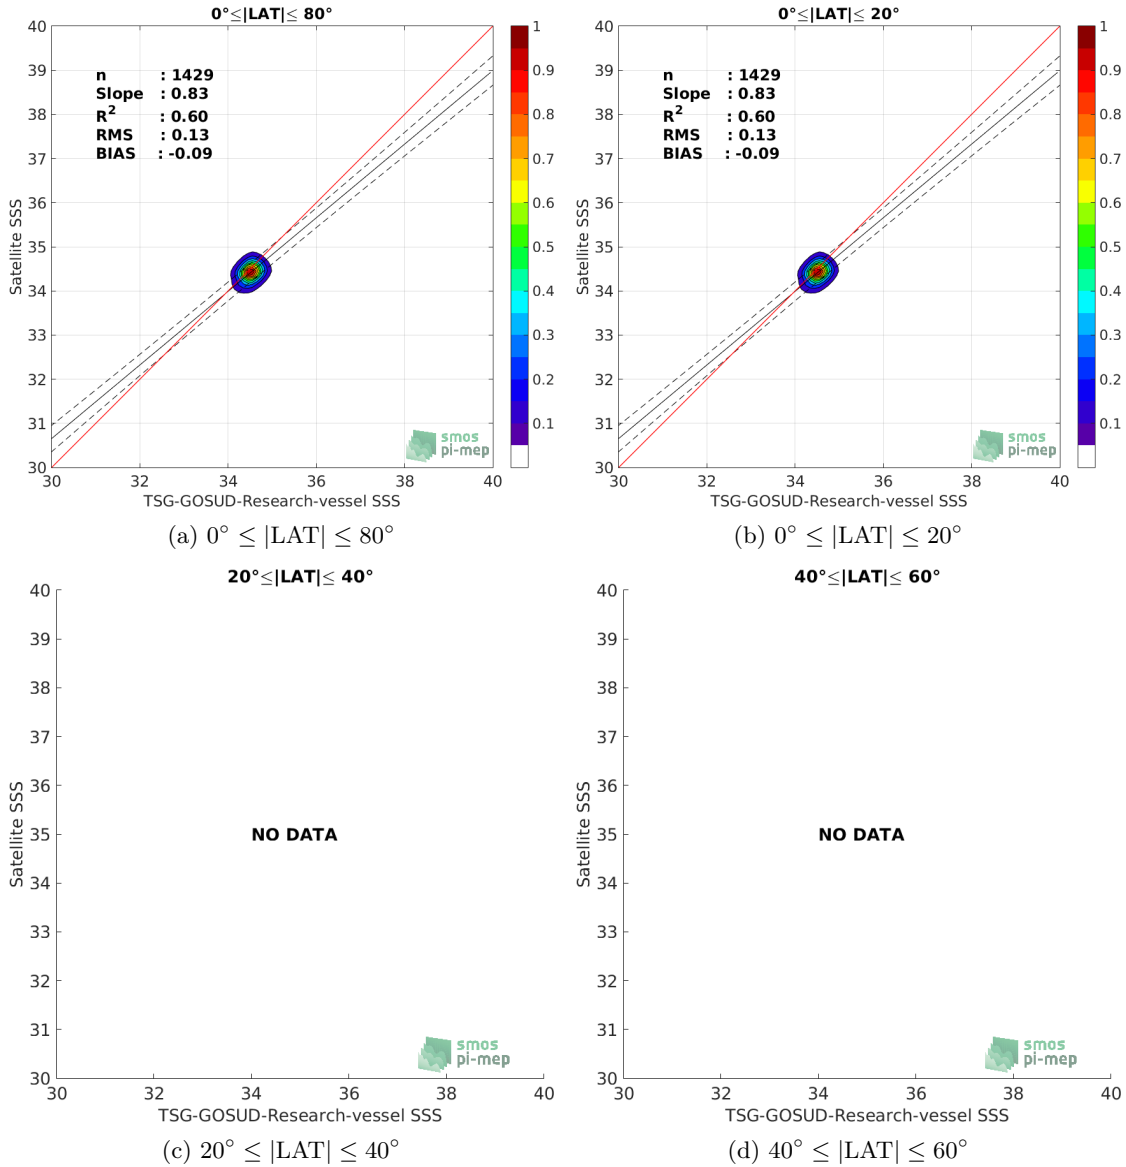 0°≤|LAT|≤ 80°
40
39
38
37
36
35
34
33
32
31
30
Satellite SSS
n : 1429
Slope : 0.83
R² : 0.60
RMS : 0.13
BIAS : -0.09
smos
pi-mep
30 32 34 36 38 40
TSG-GOSUD-Research-vessel SSS
1
0.9
0.8
0.7
0.6
0.5
0.4
0.3
0.2
0.1
(a) 0° ≤ |LAT| ≤ 80°
0°≤|LAT|≤ 20°
40
39
38
37
36
35
34
33
32
31
30
Satellite SSS
n : 1429
Slope : 0.83
R² : 0.60
RMS : 0.13
BIAS : -0.09
smos
pi-mep
30 32 34 36 38 40
TSG-GOSUD-Research-vessel SSS
1
0.9
0.8
0.7
0.6
0.5
0.4
0.3
0.2
0.1
(b) 0° ≤ |LAT| ≤ 20°
20°≤|LAT|≤ 40°
40
39
38
37
36
35
34
33
32
31
30
Satellite SSS
NO DATA
smos
pi-mep
30 32 34 36 38 40
TSG-GOSUD-Research-vessel SSS
(c) 20° ≤ |LAT| ≤ 40°
40°≤|LAT|≤ 60°
40
39
38
37
36
35
34
33
32
31
30
Satellite SSS
NO DATA
smos
pi-mep
30 32 34 36 38 40
TSG-GOSUD-Research-vessel SSS
(d) 40° ≤ |LAT| ≤ 60°